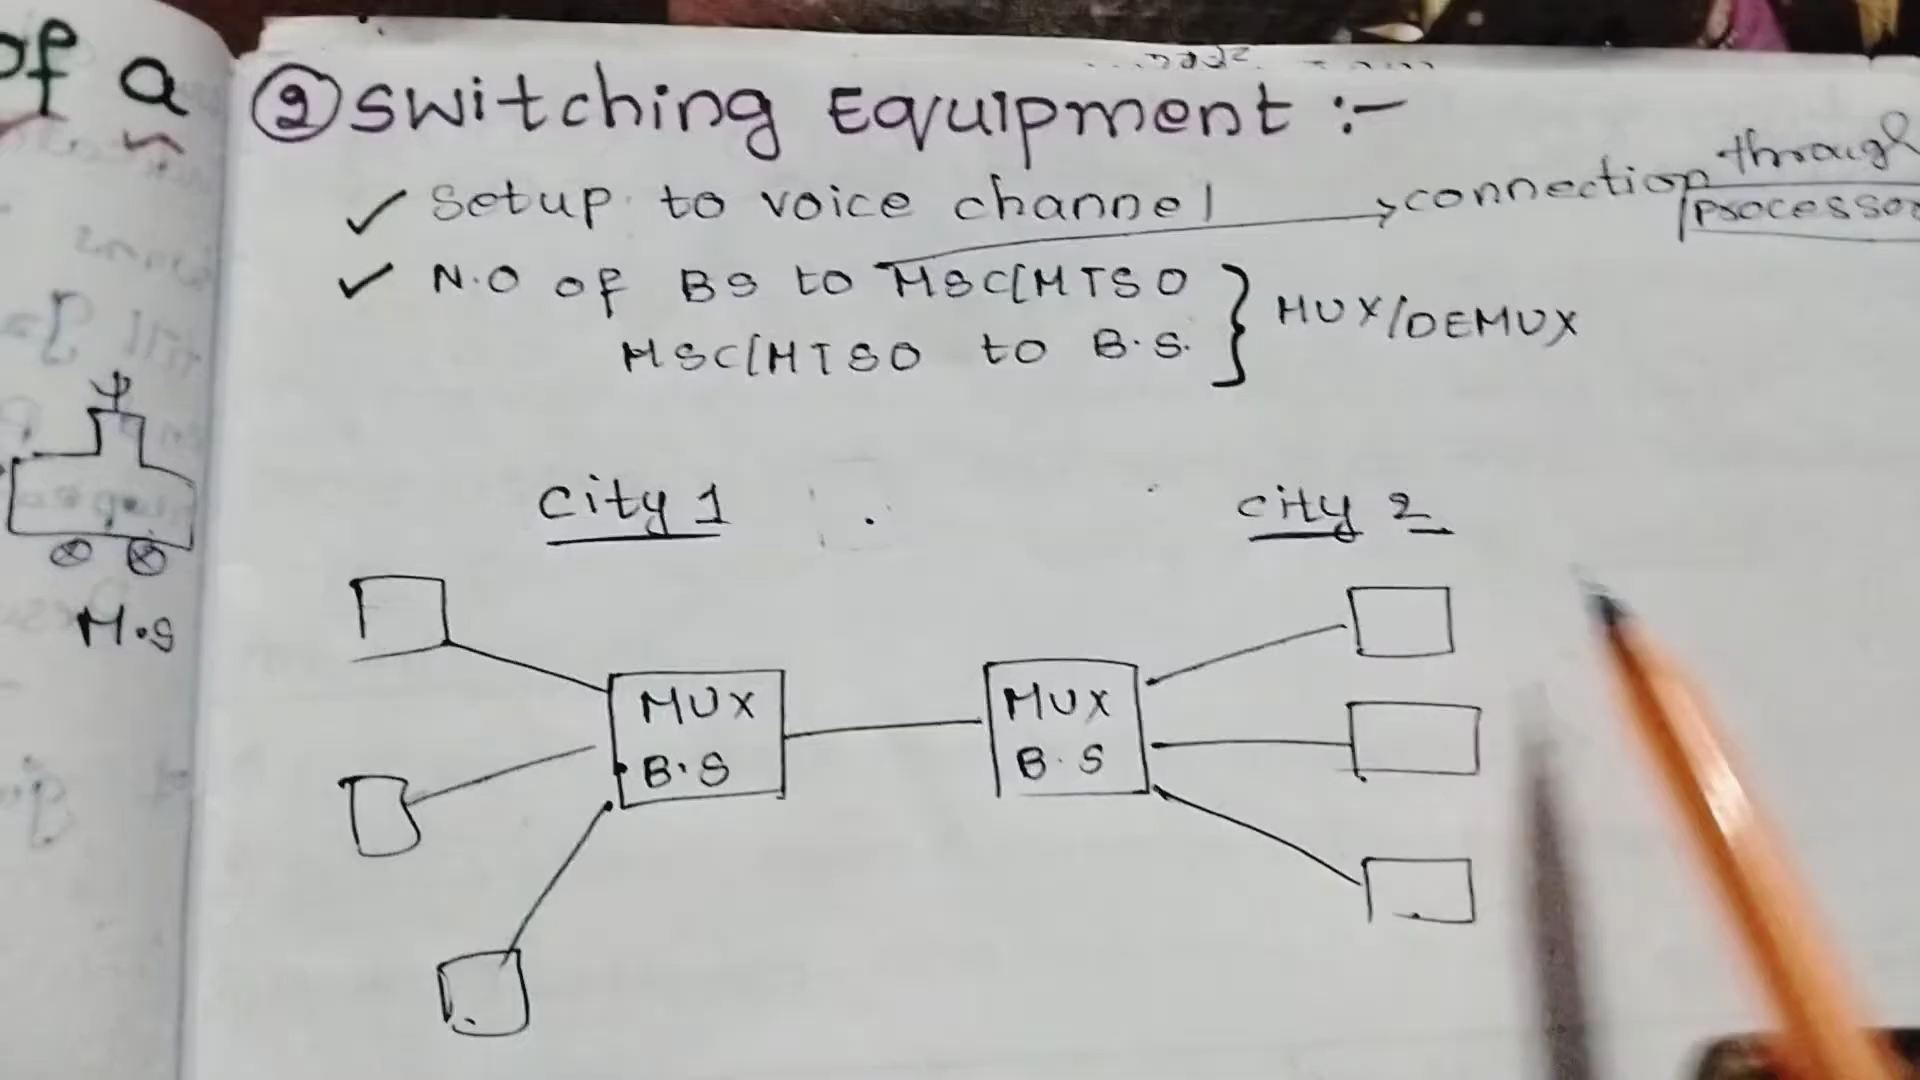 of a
② Switching Equipment :-
✓ Setup to voice channel
→ connection through
processor
✓ N.O of BS to MSC/MTSO } MUX/DEMUX
MSC/MTSO to B.S.
City 1
City 2
MUX
B.S
MUX
B.S
M.S